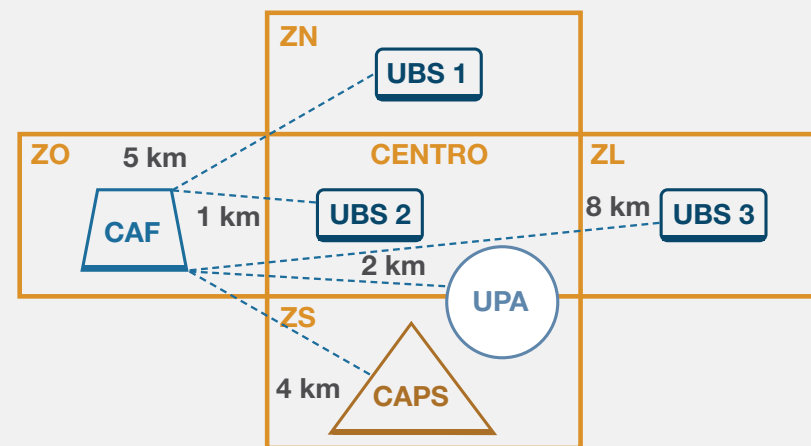 ZN
UBS 1
5 km
ZO
CENTRO
ZL
CAF
1 km
UBS 2
8 km
UBS 3
2 km
UPA
ZS
4 km
CAPS